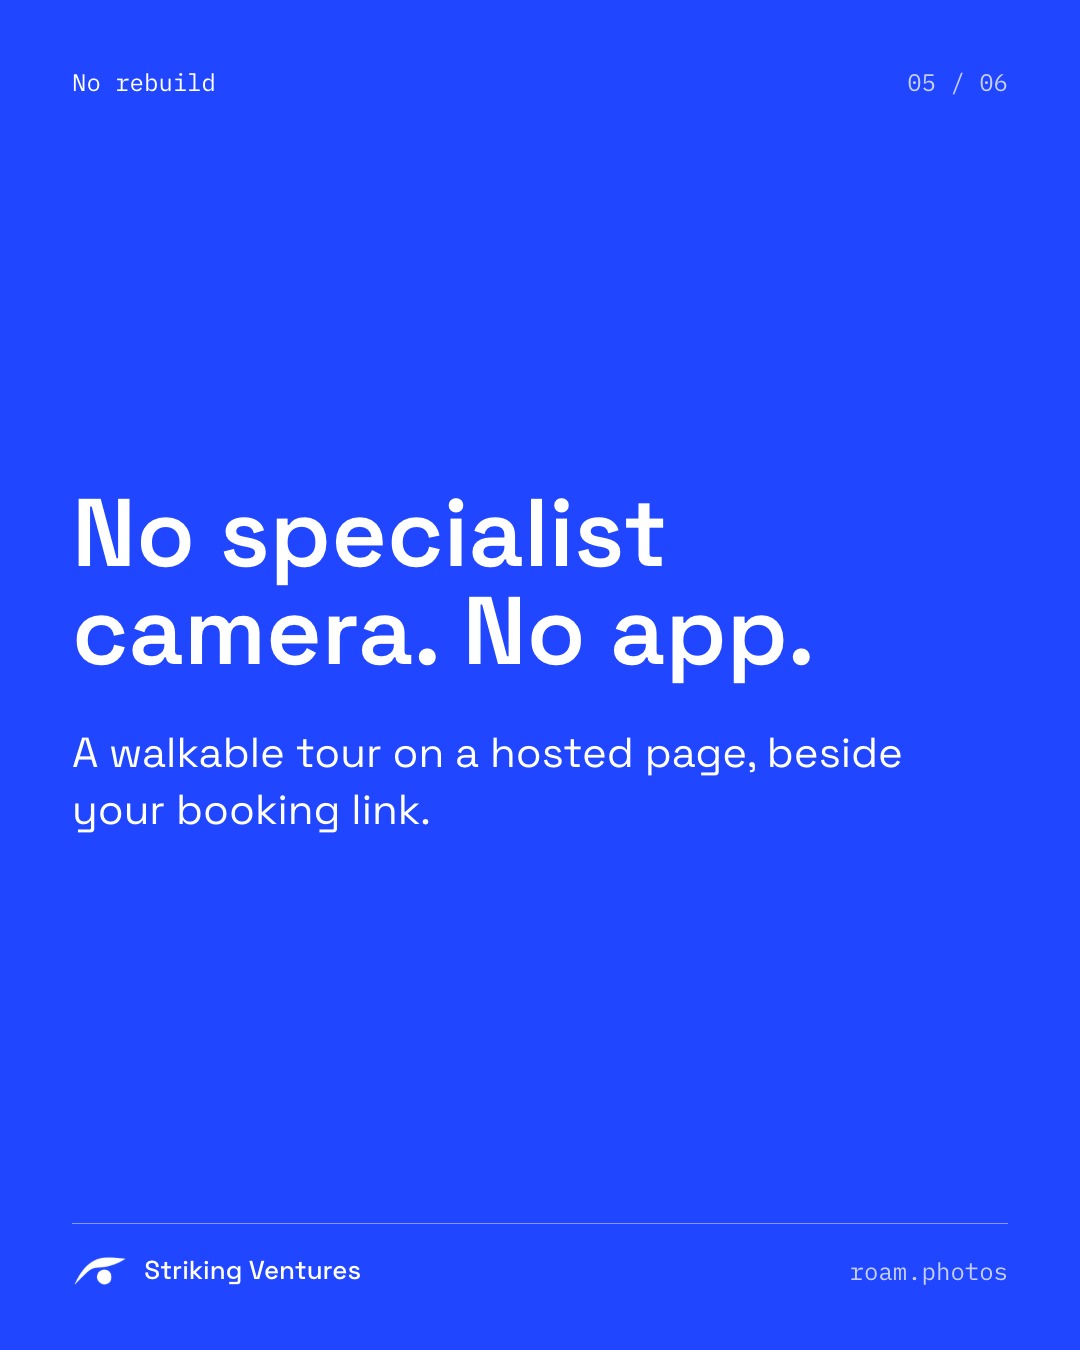 No rebuild
05 / 06
No specialist
camera. No app.
A walkable tour on a hosted page, beside
your booking link.
Striking Ventures
roam.photos